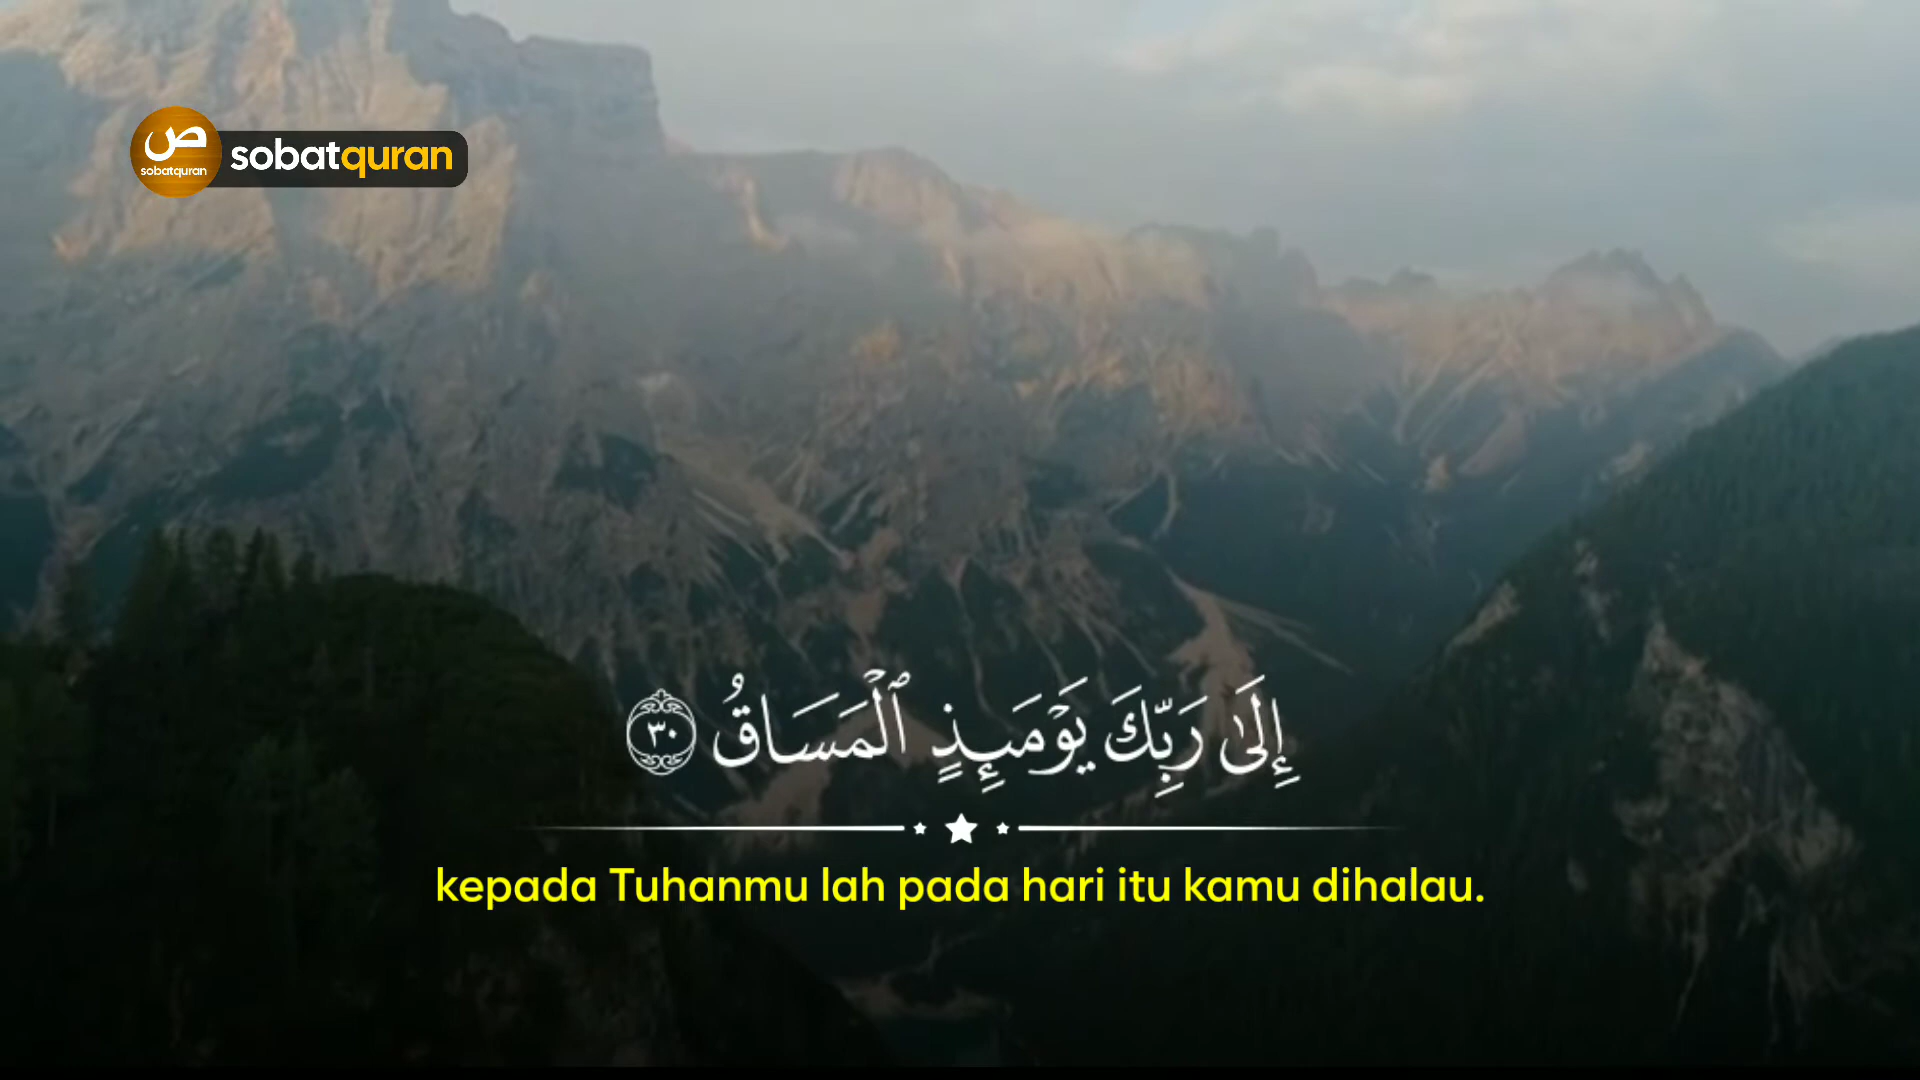 ص
sobatquran
sobatquran
إِلَىٰ رَبِّكَ يَوْمَئِذٍ ٱلْمَسَاقُ ٣٠
kepada Tuhanmu lah pada hari itu kamu dihalau.